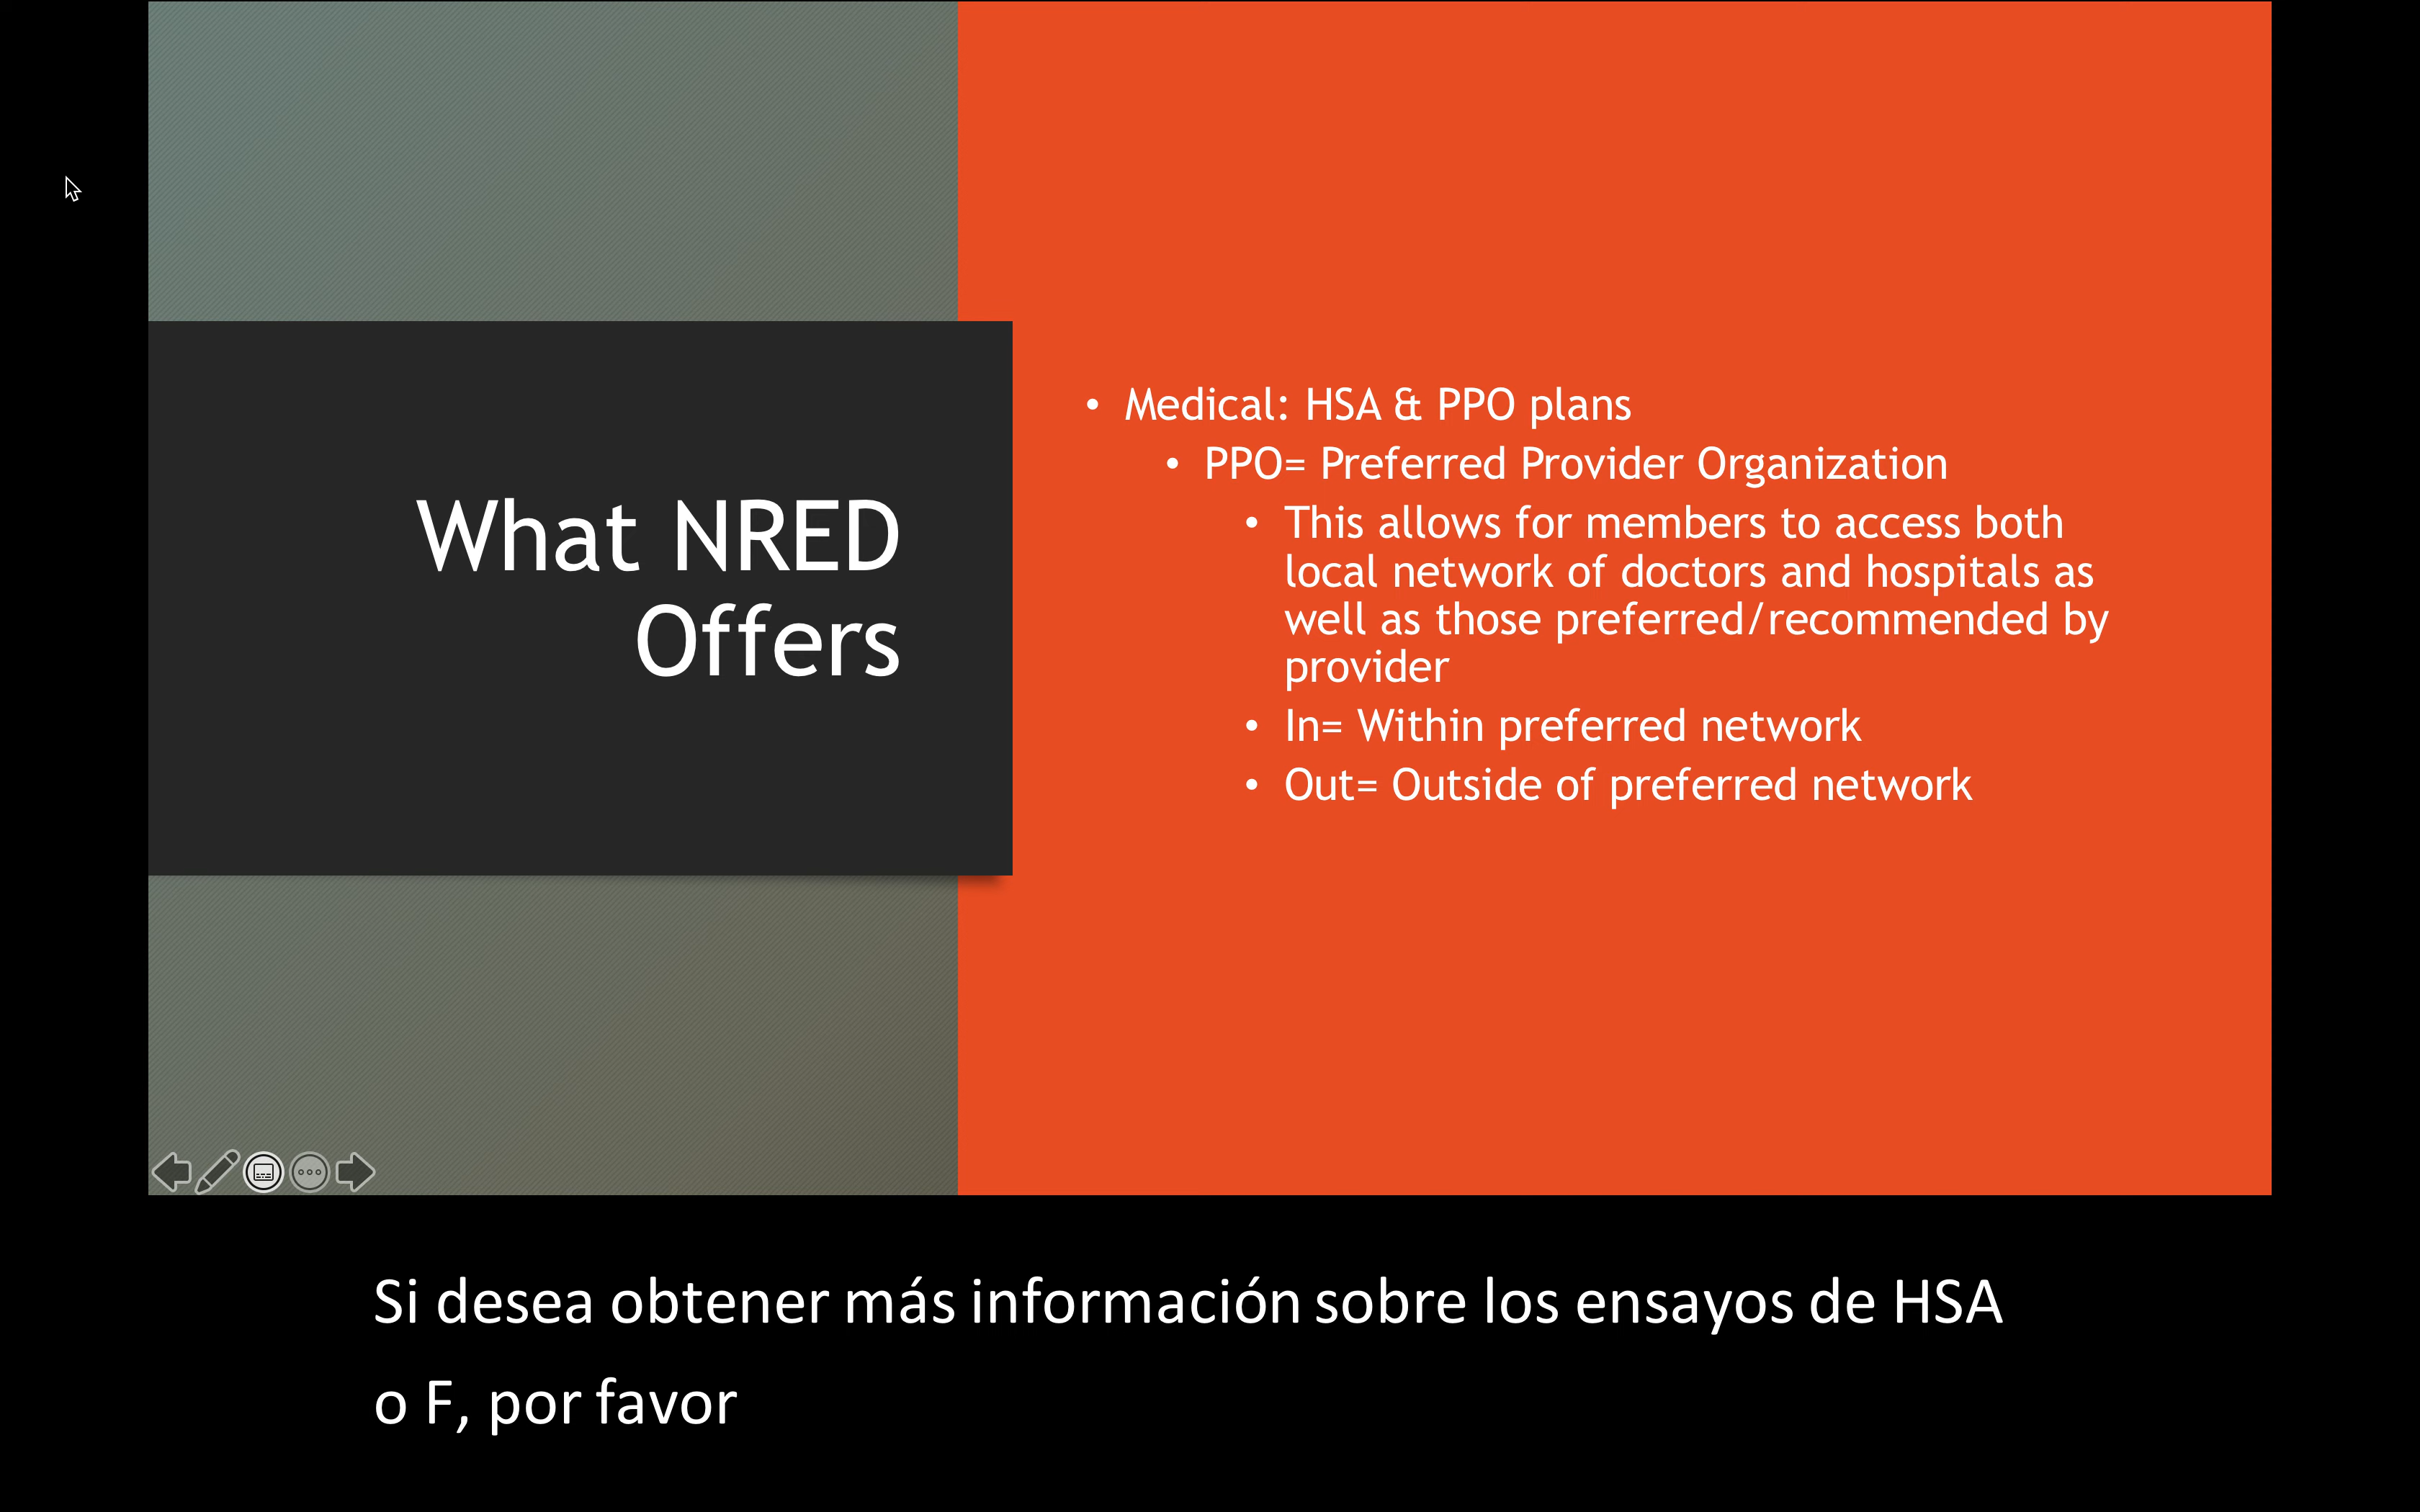 What NRED
Offers
• Medical: HSA & PPO plans
• PPO= Preferred Provider Organization
• This allows for members to access both
local network of doctors and hospitals as
well as those preferred/recommended by
provider
• In= Within preferred network
• Out= Outside of preferred network
Si desea obtener más información sobre los ensayos de HSA
o F, por favor